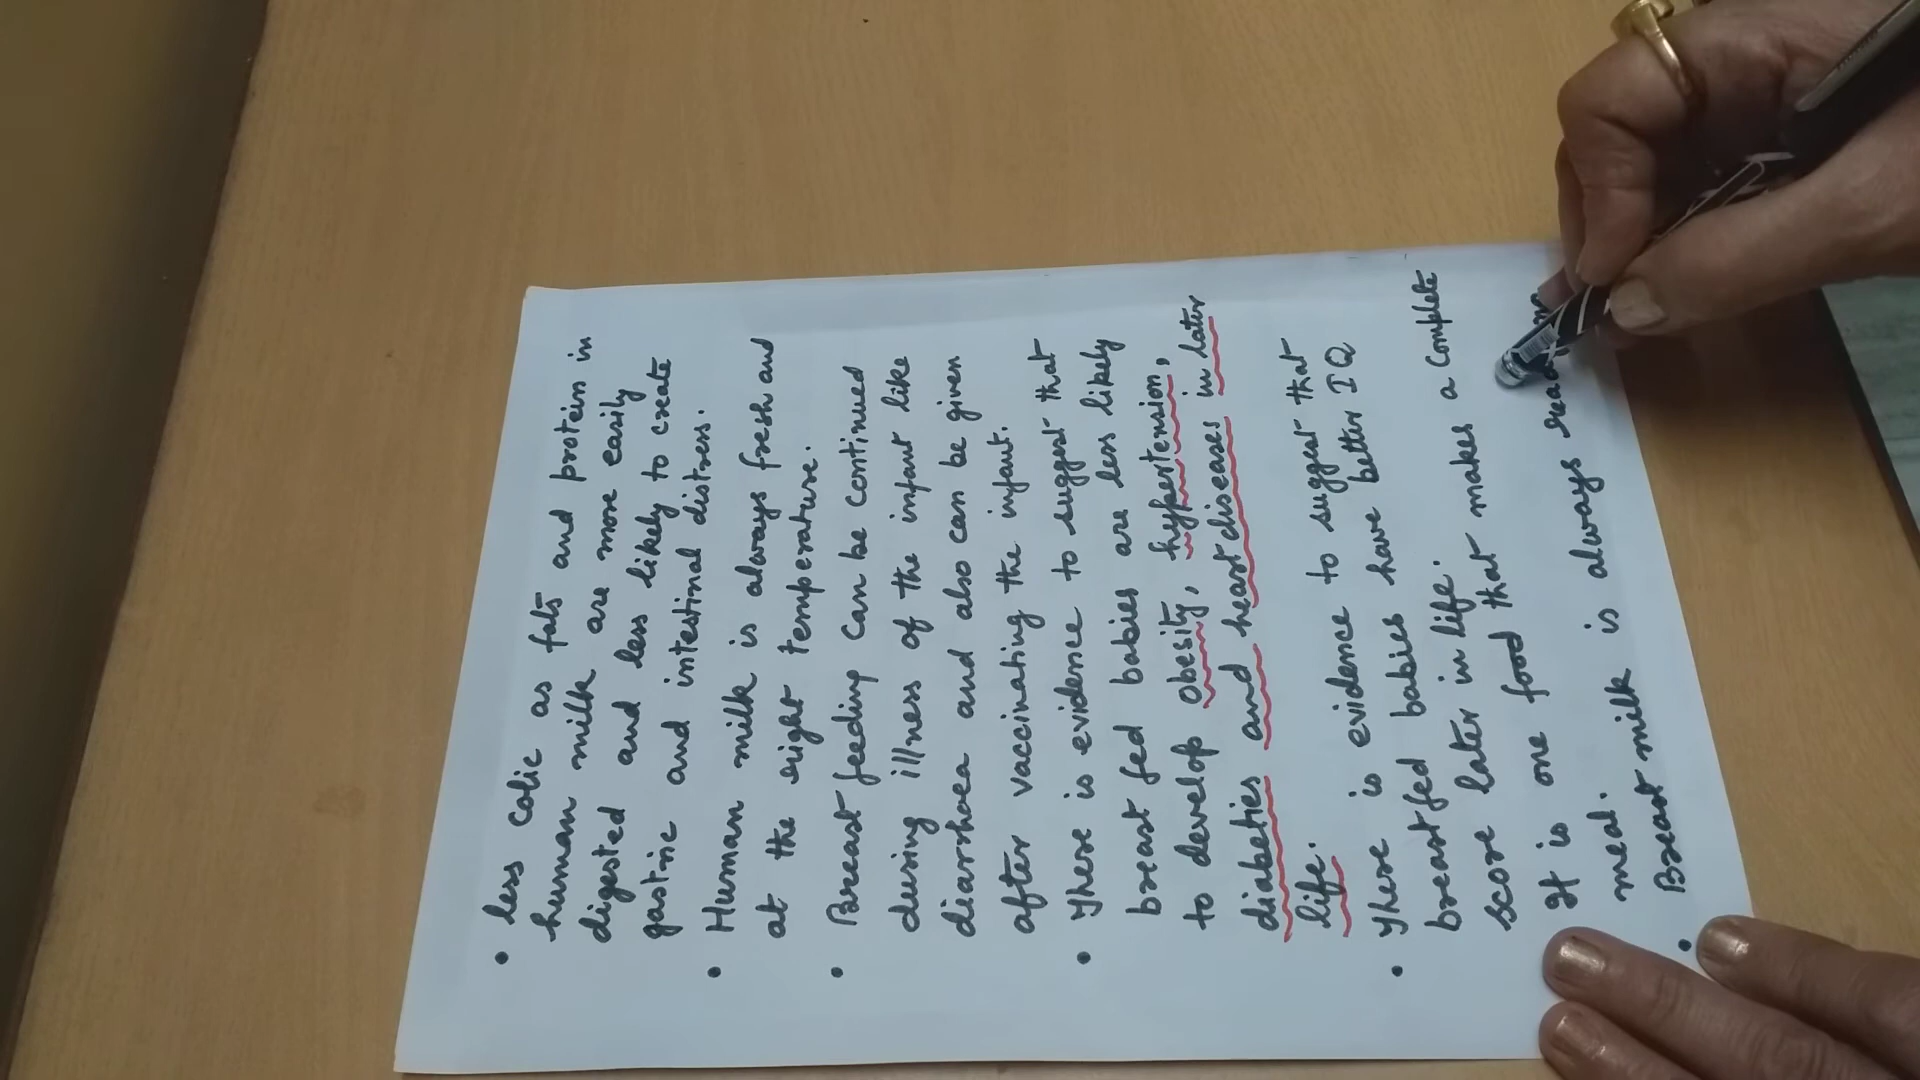 • less colic as fats and protein in
human milk are more easily
digested and less likely to create
gastric and intestinal distress.
• Human milk is always fresh and
at the right temperature.
• Breast feeding can be continued
during illness of the infant like
diarrhoea and also can be given
after vaccinating the infant.
• There is evidence to suggest that
breast fed babies are less likely
to develop obesity, hypertension,
diabeties and heart diseases in later
life.
• There is evidence to suggest that
breastfed babies have better IQ
score later in life.
It is one food that makes a complete
meal.
• Breast milk is always